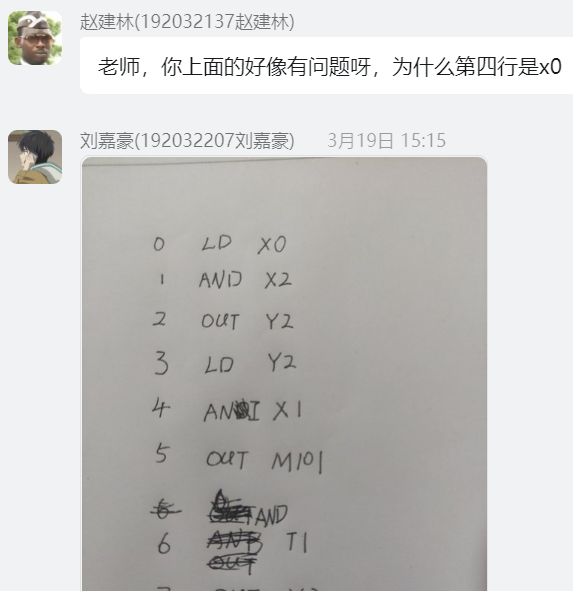 赵建林(192032137赵建林)
老师，你上面的好像有问题呀，为什么第四行是x0
刘嘉豪(192032207刘嘉豪) 3月19日 15:15
0 LD X0
1 AND X2
2 OUT Y2
3 LD Y2
4 ANI X1
5 OUT M101
AND
6 T1